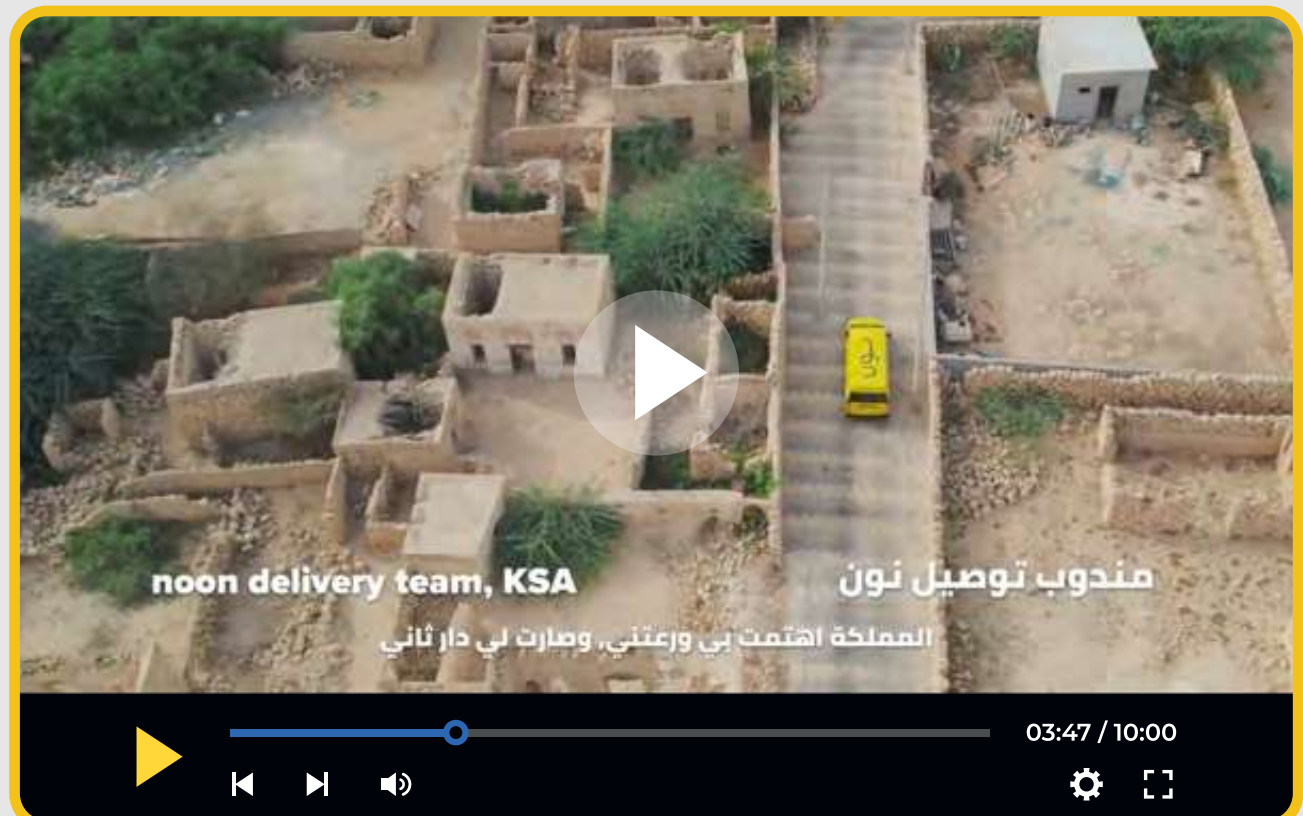 noon delivery team, KSA
مندوب توصيل نون
المملكة اهتمت بي ورعتني, وصارت لي دار ثاني
03:47 / 10:00